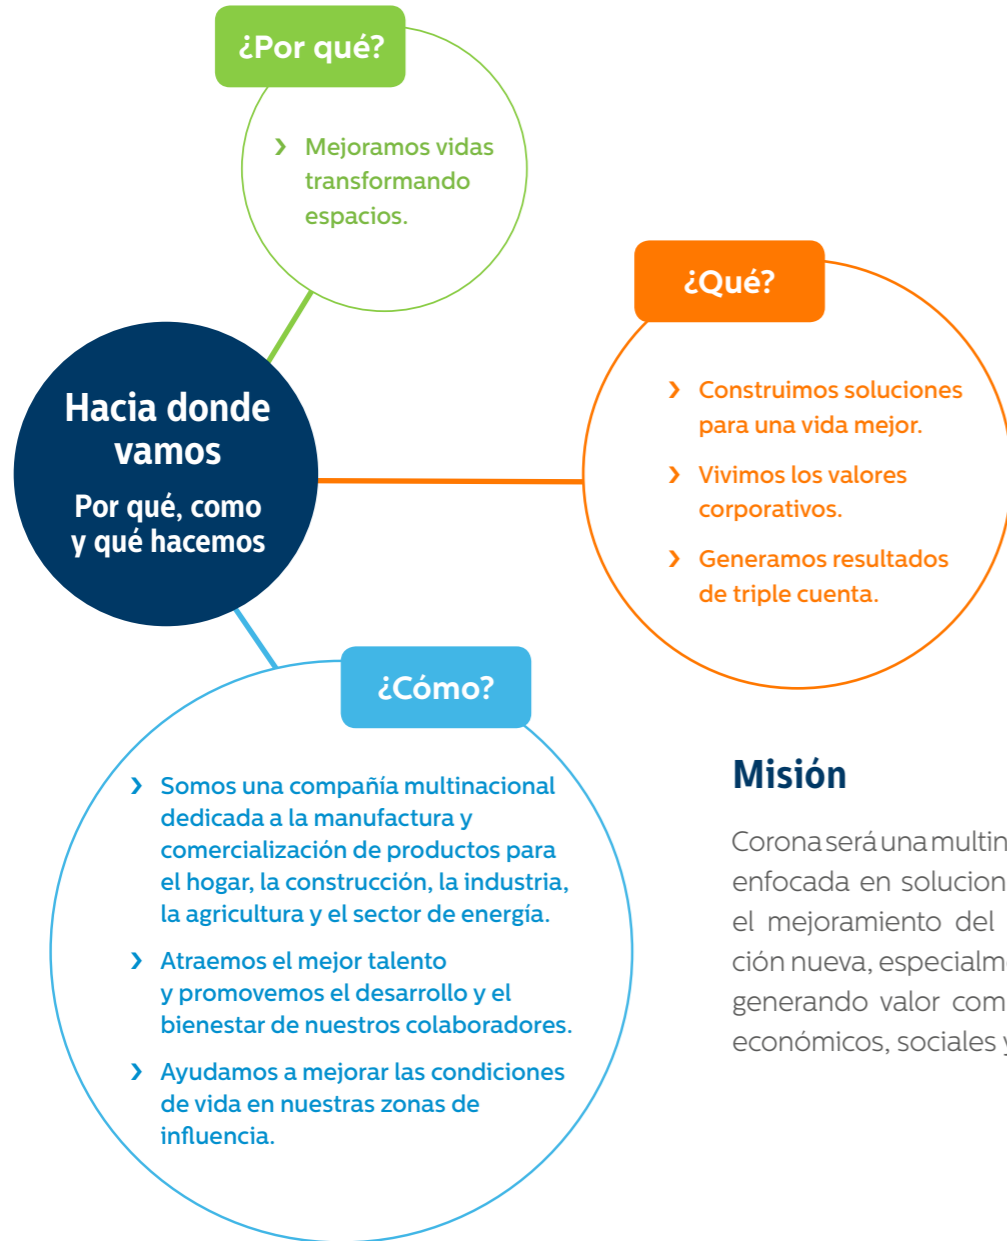 ¿Por qué?
› Mejoramos vidas
transformando
espacios.
¿Qué?
› Construimos soluciones
para una vida mejor.
› Vivimos los valores
corporativos.
› Generamos resultados
de triple cuenta.
Hacia donde
vamos
Por qué, como
y qué hacemos
¿Cómo?
› Somos una compañía multinacional
dedicada a la manufactura y
comercialización de productos para
el hogar, la construcción, la industria,
la agricultura y el sector de energía.
› Atraemos el mejor talento
y promovemos el desarrollo y el
bienestar de nuestros colaboradores.
› Ayudamos a mejorar las condiciones
de vida en nuestras zonas de
influencia.
Misión
Corona será una
enfocada en
el mejoramiento del
ción nueva,
generando valor
económicos, sociales